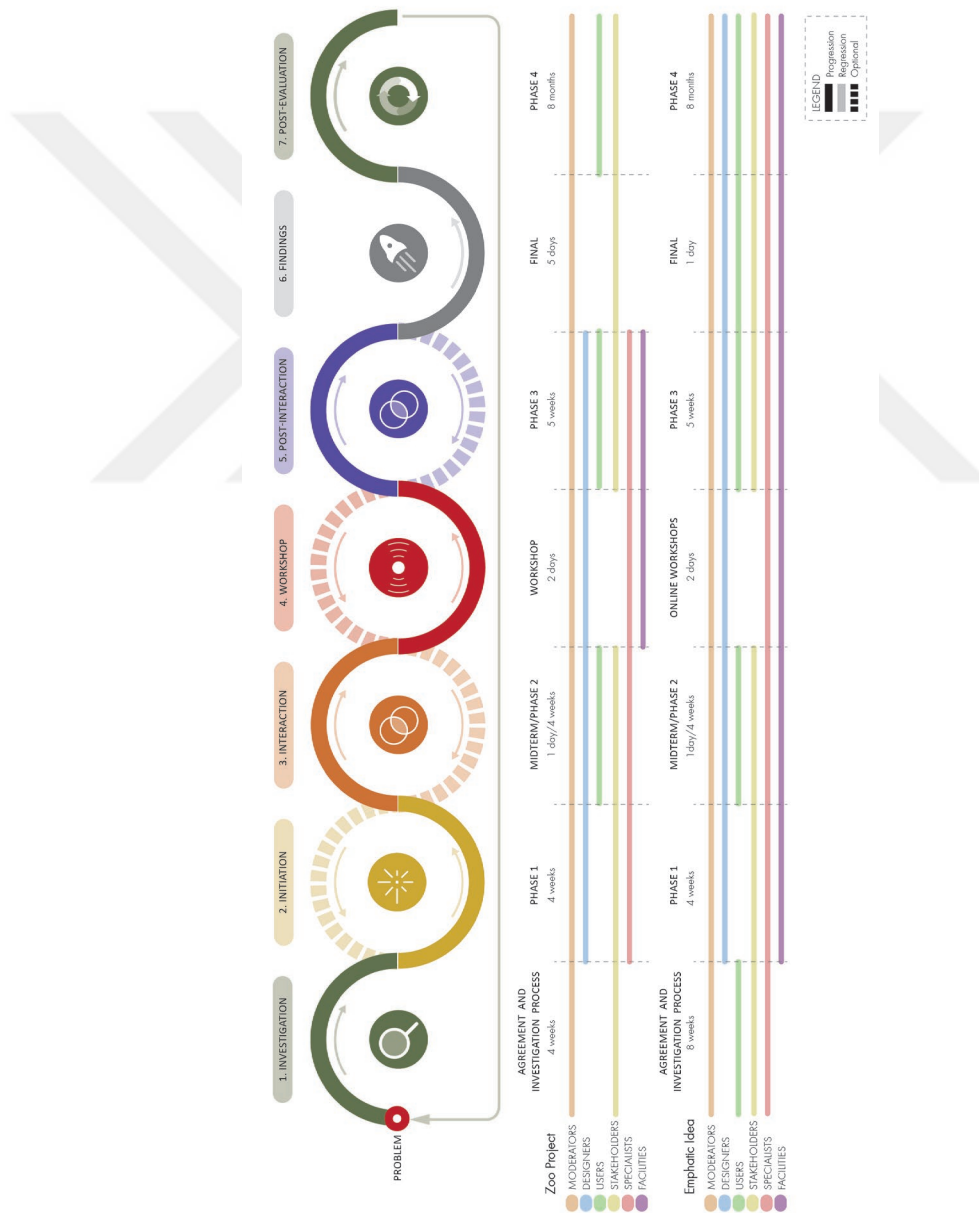 1. INVESTIGATION
2. INITIATION
3. INTERACTION
4. WORKSHOP
5. POST-INTERACTION
6. FINDINGS
7. POST-EVALUATION
PROBLEM
Zoo Project
AGREEMENT AND
INVESTIGATION PROCESS
4 weeks
PHASE 1
4 weeks
MIDTERM/PHASE 2
1 day/4 weeks
WORKSHOP
2 days
PHASE 3
5 weeks
FINAL
5 days
PHASE 4
8 months
MODERATORS
DESIGNERS
USERS
STAKEHOLDERS
SPECIALISTS
FACILITIES
Emphatic Idea
AGREEMENT AND
INVESTIGATION PROCESS
8 weeks
PHASE 1
4 weeks
MIDTERM/PHASE 2
1day/4 weeks
ONLINE WORKSHOPS
2 days
PHASE 3
5 weeks
FINAL
1 day
PHASE 4
8 months
MODERATORS
DESIGNERS
USERS
STAKEHOLDERS
SPECIALISTS
FACILITIES
LEGEND
Progression
Regression
Optional